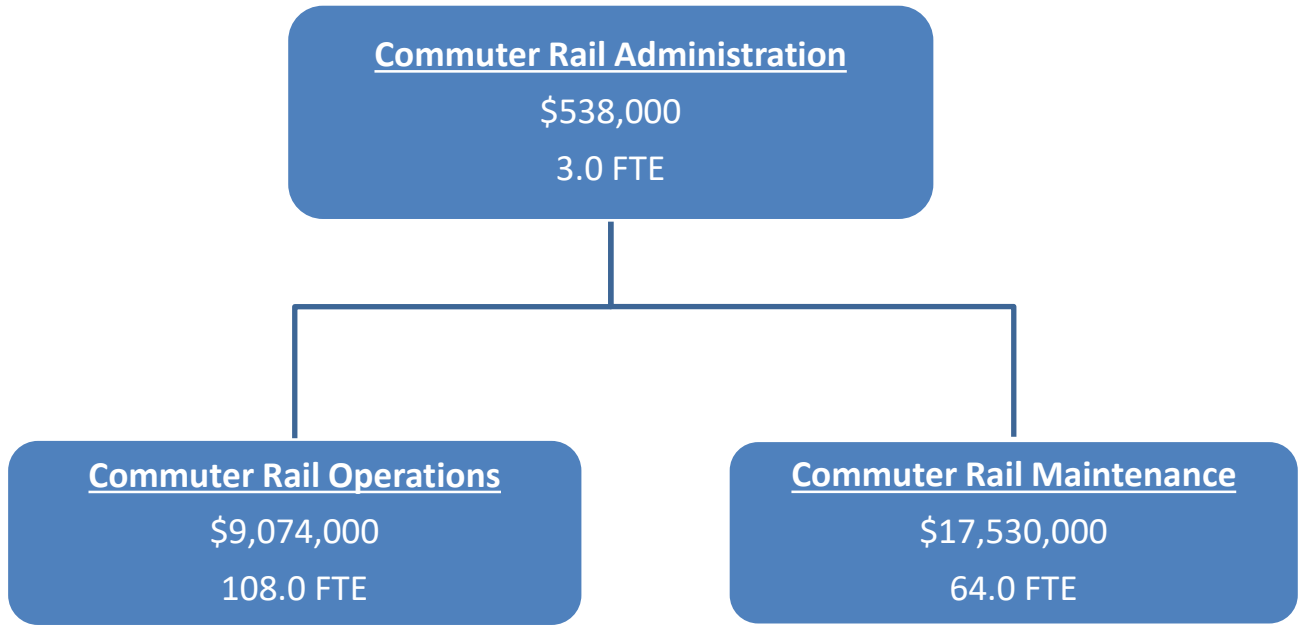 Commuter Rail Administration
$538,000
3.0 FTE
Commuter Rail Operations
$9,074,000
108.0 FTE
Commuter Rail Maintenance
$17,530,000
64.0 FTE